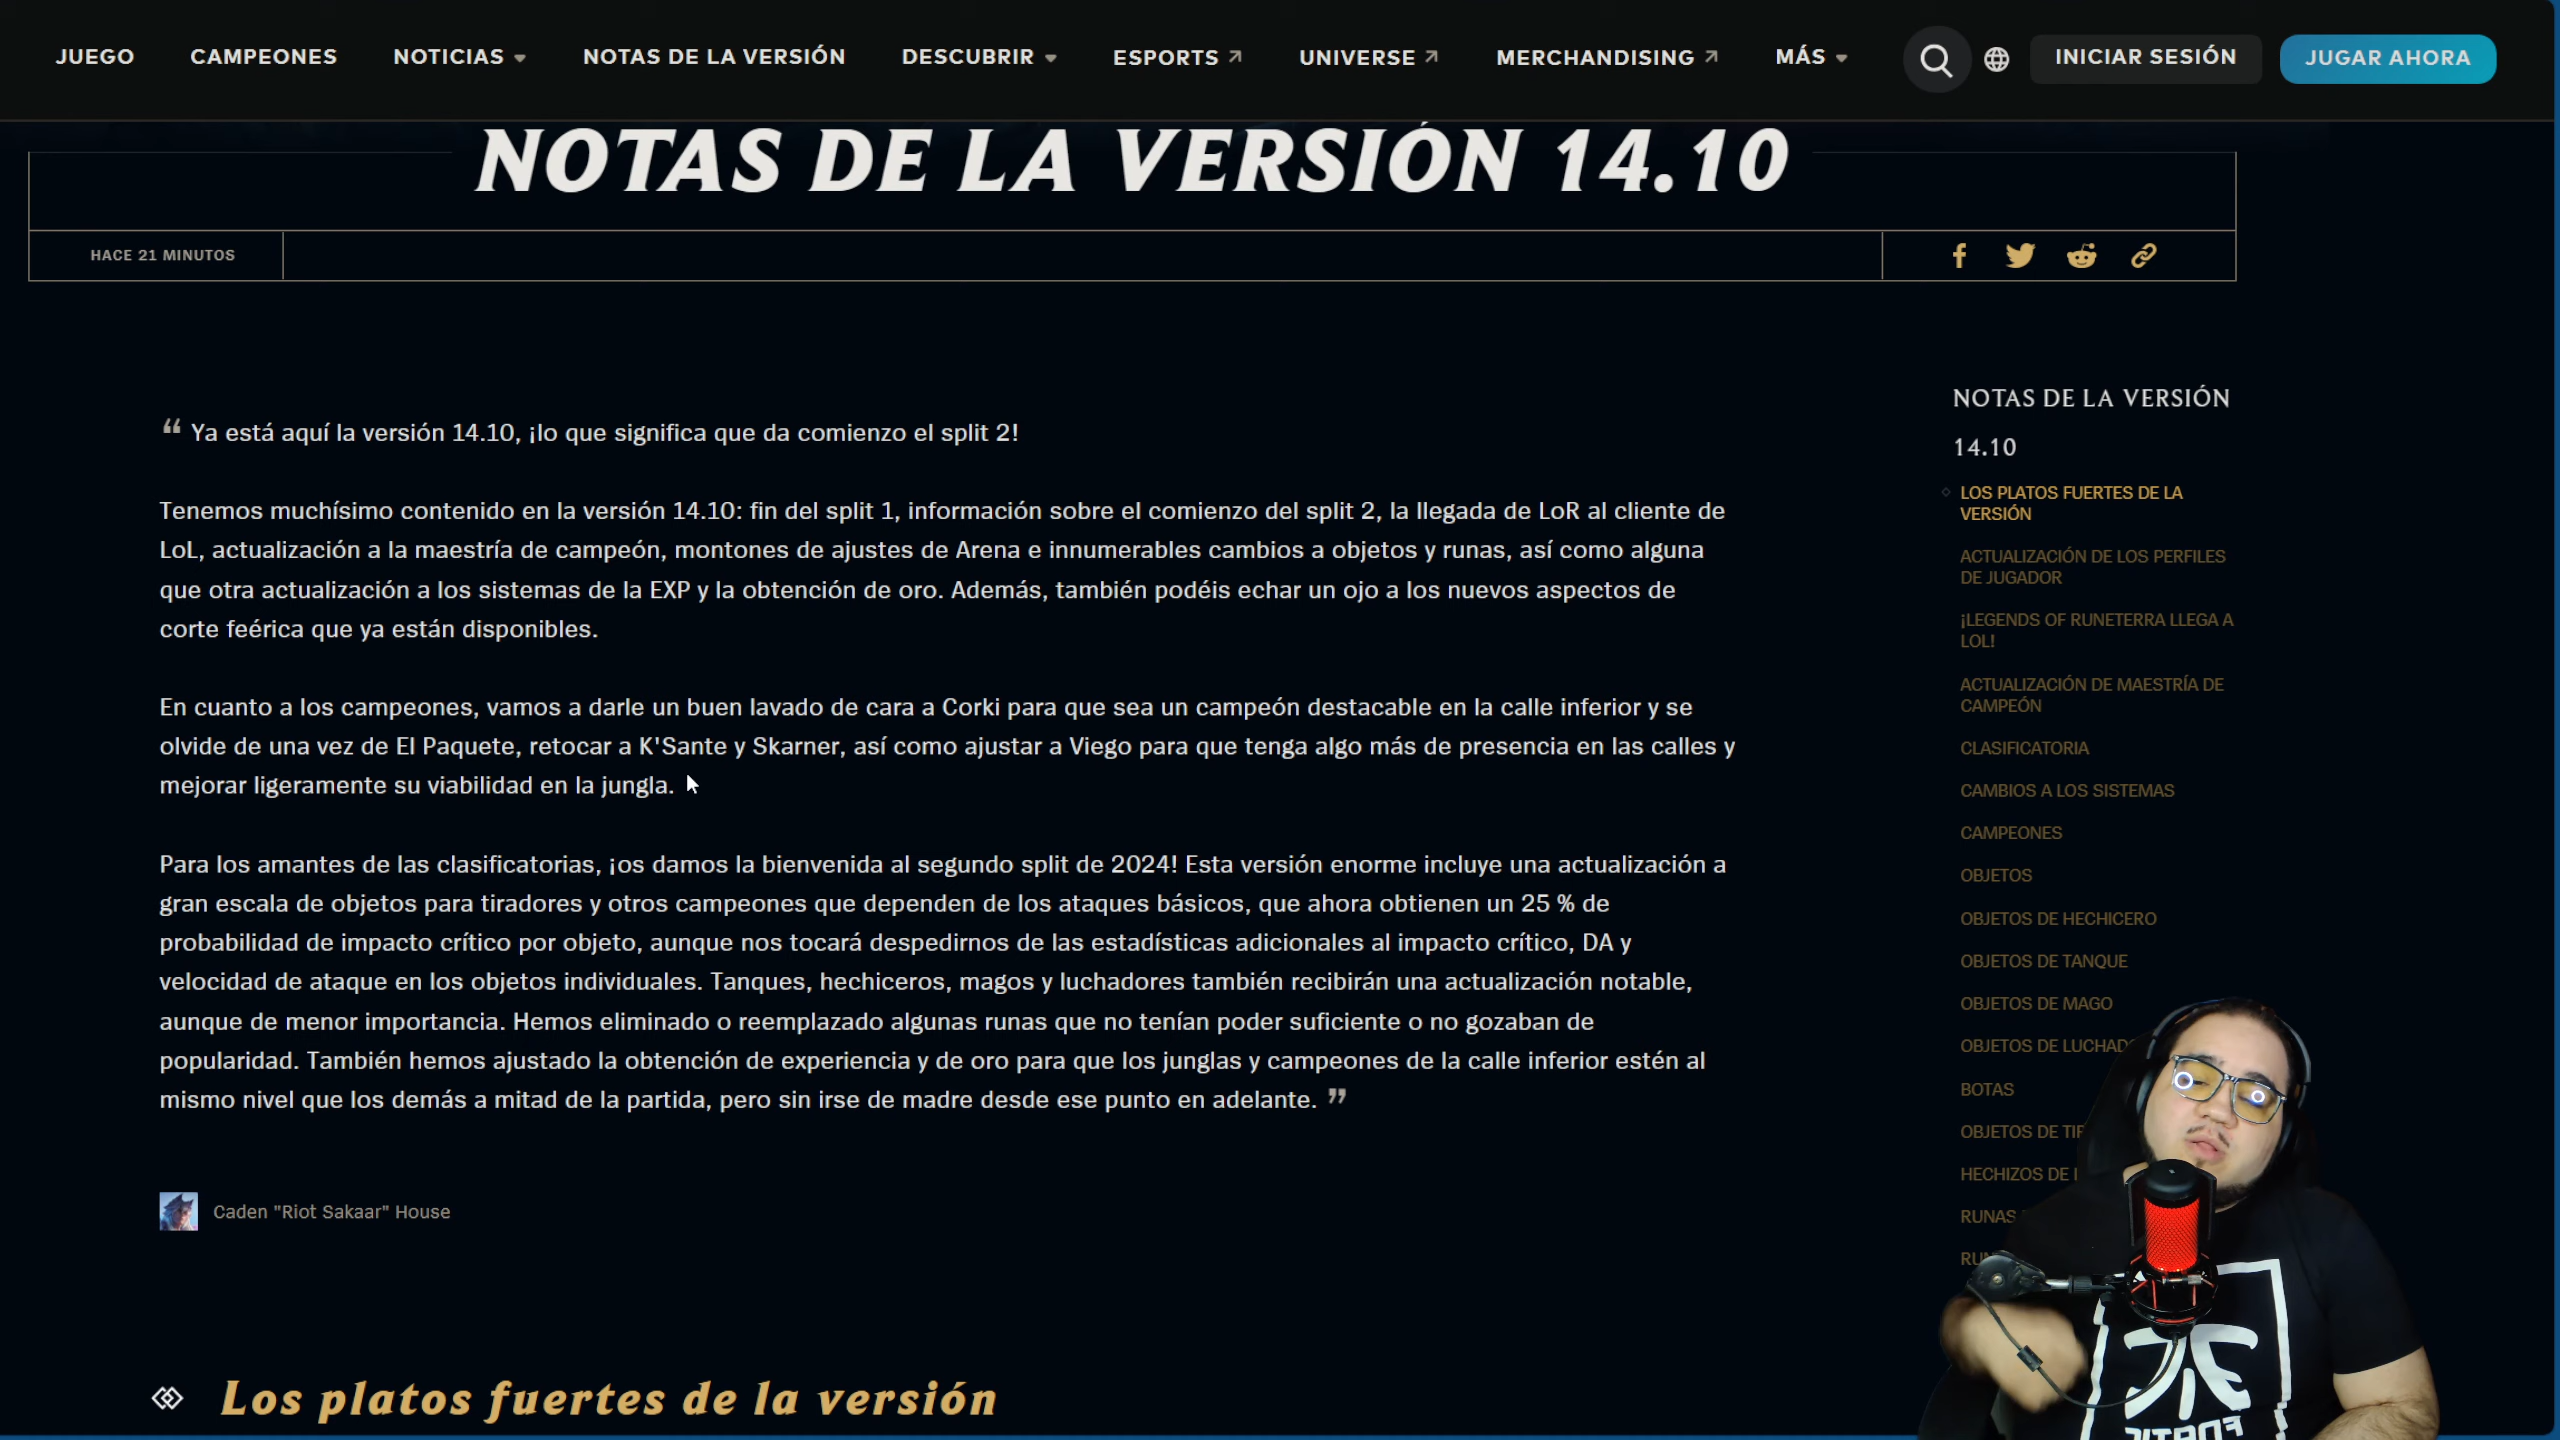 JUEGO CAMPEONES NOTICIAS NOTAS DE LA VERSIÓN DESCUBRIR ESPORTS UNIVERSE MERCHANDISING MÁS INICIAR SESIÓN JUGAR AHORA
NOTAS DE LA VERSIÓN 14.10
HACE 21 MINUTOS
“ Ya está aquí la versión 14.10, ¡lo que significa que da comienzo el split 2!
Tenemos muchísimo contenido en la versión 14.10: fin del split 1, información sobre el comienzo del split 2, la llegada de LoR al cliente de
LoL, actualización a la maestría de campeón, montones de ajustes de Arena e innumerables cambios a objetos y runas, así como alguna
que otra actualización a los sistemas de la EXP y la obtención de oro. Además, también podéis echar un ojo a los nuevos aspectos de
corte feérica que ya están disponibles.
En cuanto a los campeones, vamos a darle un buen lavado de cara a Corki para que sea un campeón destacable en la calle inferior y se
olvide de una vez de El Paquete, retocar a K'Sante y Skarner, así como ajustar a Viego para que tenga algo más de presencia en las calles y
mejorar ligeramente su viabilidad en la jungla.
Para los amantes de las clasificatorias, ¡os damos la bienvenida al segundo split de 2024! Esta versión enorme incluye una actualización a
gran escala de objetos para tiradores y otros campeones que dependen de los ataques básicos, que ahora obtienen un 25 % de
probabilidad de impacto crítico por objeto, aunque nos tocará despedirnos de las estadísticas adicionales al impacto crítico, DA y
velocidad de ataque en los objetos individuales. Tanques, hechiceros, magos y luchadores también recibirán una actualización notable,
aunque de menor importancia. Hemos eliminado o reemplazado algunas runas que no tenían poder suficiente o no gozaban de
popularidad. También hemos ajustado la obtención de experiencia y de oro para que los junglas y campeones de la calle inferior estén al
mismo nivel que los demás a mitad de la partida, pero sin irse de madre desde ese punto en adelante. ”
Caden "Riot Sakaar" House
Los platos fuertes de la versión
NOTAS DE LA VERSIÓN
14.10
LOS PLATOS FUERTES DE LA
VERSIÓN
ACTUALIZACIÓN DE LOS PERFILES
DE JUGADOR
¡LEGENDS OF RUNETERRA LLEGA A
LOL!
ACTUALIZACIÓN DE MAESTRÍA DE
CAMPEÓN
CLASIFICATORIA
CAMBIOS A LOS SISTEMAS
CAMPEONES
OBJETOS
OBJETOS DE HECHICERO
OBJETOS DE TANQUE
OBJETOS DE MAGO
OBJETOS DE
BOTAS
OBJETOS DE
HECHIZOS DE
RUNAS